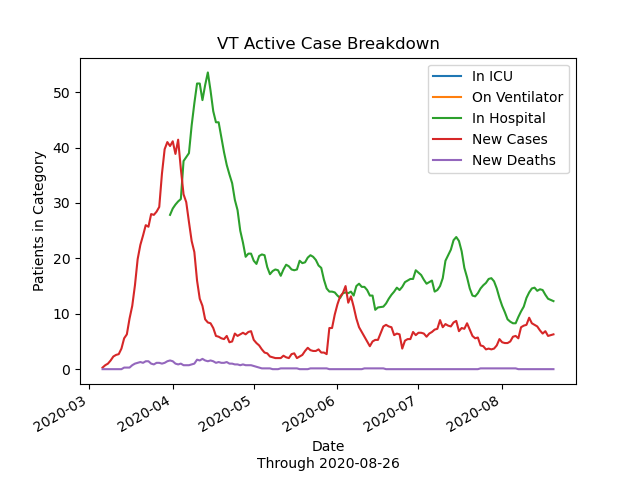 VT Active Case Breakdown
In ICU
On Ventilator
In Hospital
New Cases
New Deaths
Patients in Category
50
40
30
20
10
0
2020-03
2020-04
2020-05
2020-06
2020-07
2020-08
Date
Through 2020-08-26